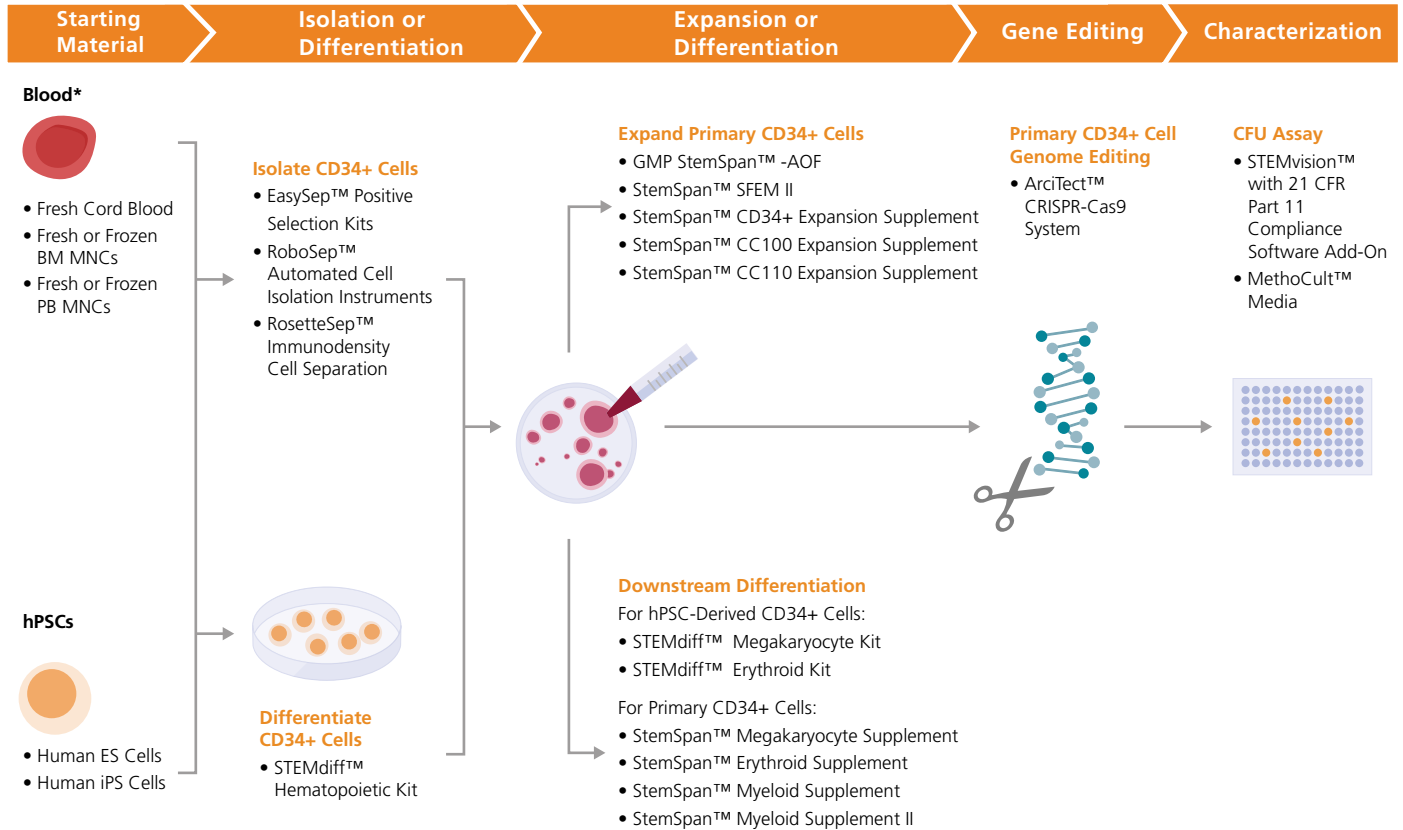 Starting
Material
Isolation or
Differentiation
Expansion or
Differentiation
Gene Editing
Characterization
Blood*
• Fresh Cord Blood
• Fresh or Frozen
BM MNCs
• Fresh or Frozen
PB MNCs
hPSCs
• Human ES Cells
• Human iPS Cells
Isolate CD34+ Cells
• EasySep™ Positive
Selection Kits
• RoboSep™
Automated Cell
Isolation Instruments
• RosetteSep™
Immunodensity
Cell Separation
Differentiate
CD34+ Cells
• STEMdiff™
Hematopoietic Kit
Expand Primary CD34+ Cells
• GMP StemSpan™ -AOF
• StemSpan™ SFEM II
• StemSpan™ CD34+ Expansion Supplement
• StemSpan™ CC100 Expansion Supplement
• StemSpan™ CC110 Expansion Supplement
Downstream Differentiation
For hPSC-Derived CD34+ Cells:
• STEMdiff™ Megakaryocyte Kit
• STEMdiff™ Erythroid Kit
For Primary CD34+ Cells:
• StemSpan™ Megakaryocyte Supplement
• StemSpan™ Erythroid Supplement
• StemSpan™ Myeloid Supplement
• StemSpan™ Myeloid Supplement II
Primary CD34+ Cell
Genome Editing
• ArciTect™
CRISPR-Cas9
System
CFU Assay
• STEMvision™
with 21 CFR
Part 11
Compliance
Software Add-On
• MethoCult™
Media